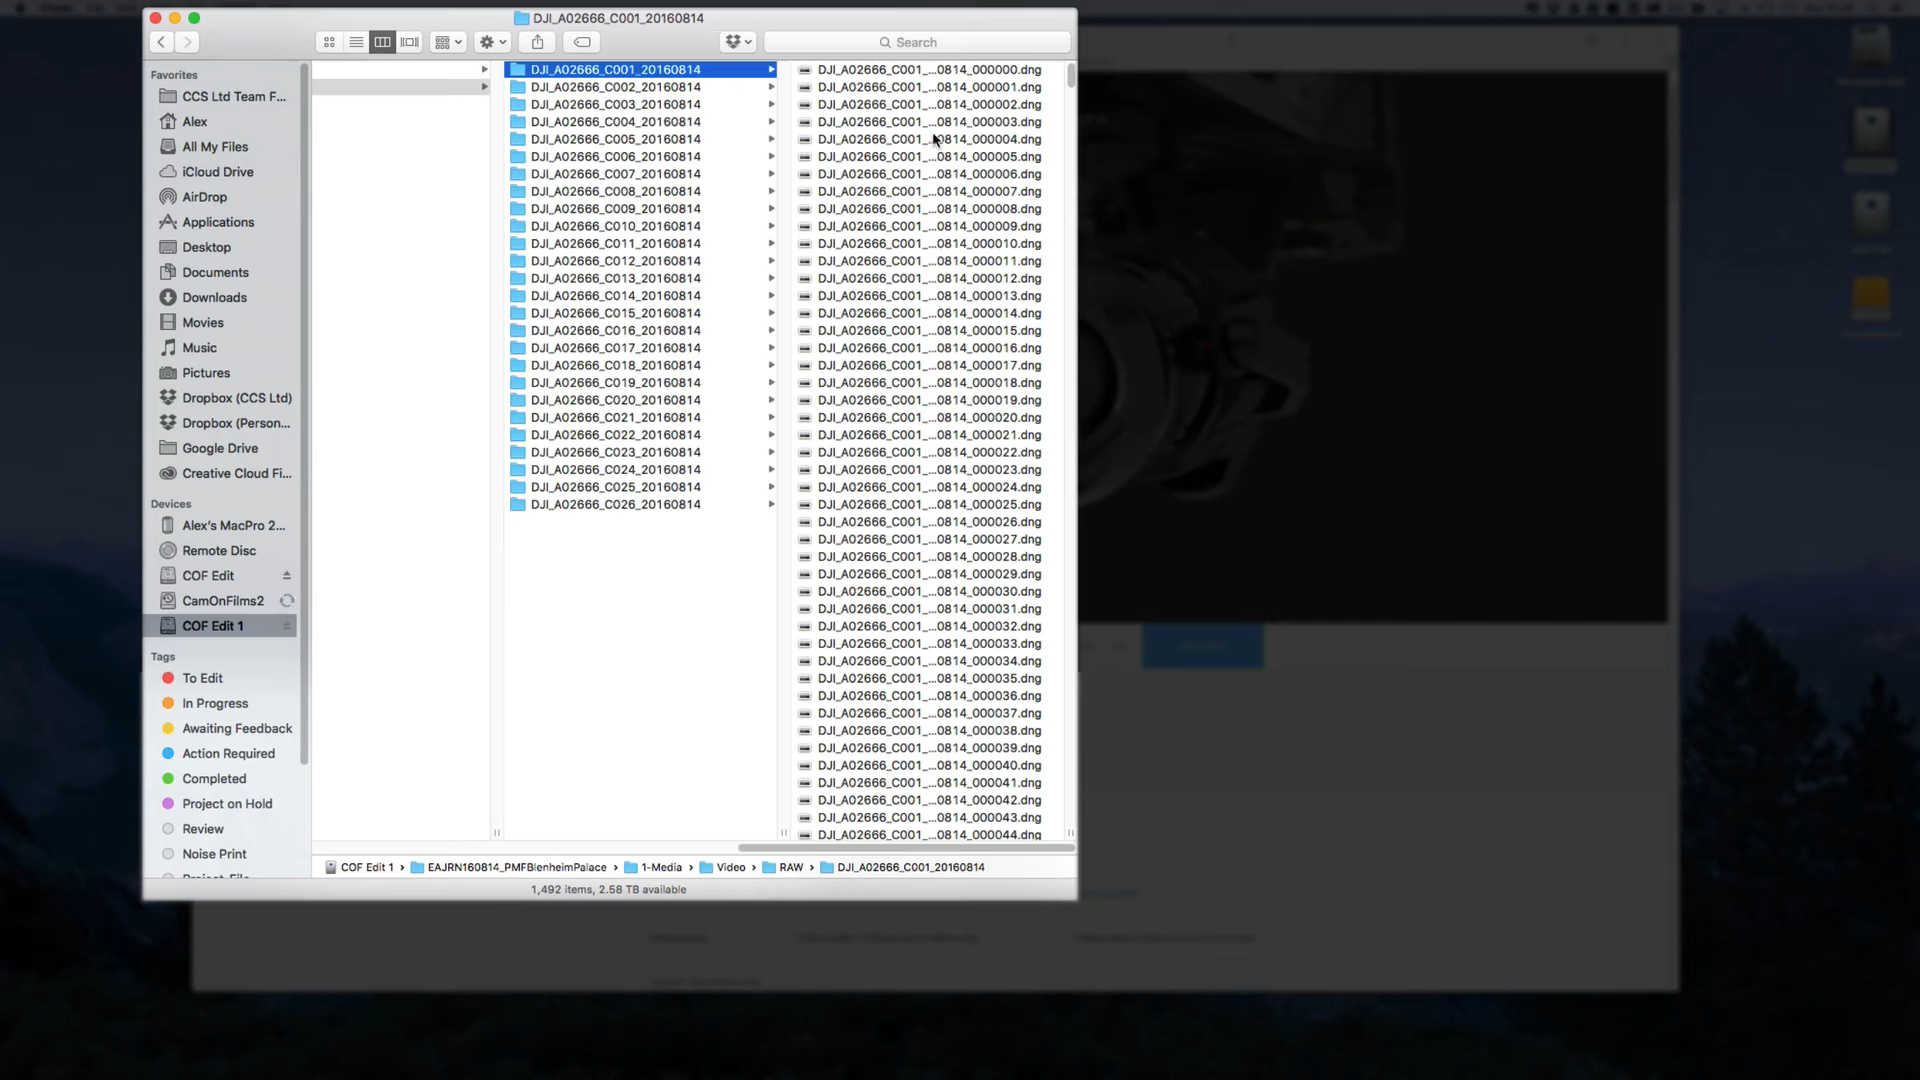 DJI_A02666_C001_20160814
Search
Favorites
CCS Ltd Team F...
Alex
All My Files
iCloud Drive
AirDrop
Applications
Desktop
Documents
Downloads
Movies
Music
Pictures
Dropbox (CCS Ltd)
Dropbox (Person...
Google Drive
Creative Cloud Fi...
Devices
Alex's MacPro 2...
Remote Disc
COF Edit
CamOnFilms2
COF Edit 1
Tags
To Edit
In Progress
Awaiting Feedback
Action Required
Completed
Project on Hold
Review
Noise Print
DJI_A02666_C001_20160814
DJI_A02666_C002_20160814
DJI_A02666_C003_20160814
DJI_A02666_C004_20160814
DJI_A02666_C005_20160814
DJI_A02666_C006_20160814
DJI_A02666_C007_20160814
DJI_A02666_C008_20160814
DJI_A02666_C009_20160814
DJI_A02666_C010_20160814
DJI_A02666_C011_20160814
DJI_A02666_C012_20160814
DJI_A02666_C013_20160814
DJI_A02666_C014_20160814
DJI_A02666_C015_20160814
DJI_A02666_C016_20160814
DJI_A02666_C017_20160814
DJI_A02666_C018_20160814
DJI_A02666_C019_20160814
DJI_A02666_C020_20160814
DJI_A02666_C021_20160814
DJI_A02666_C022_20160814
DJI_A02666_C023_20160814
DJI_A02666_C024_20160814
DJI_A02666_C025_20160814
DJI_A02666_C026_20160814
DJI_A02666_C001_...0814_000000.dng
DJI_A02666_C001_...0814_000001.dng
DJI_A02666_C001_...0814_000002.dng
DJI_A02666_C001_...0814_000003.dng
DJI_A02666_C001_...0814_000004.dng
DJI_A02666_C001_...0814_000005.dng
DJI_A02666_C001_...0814_000006.dng
DJI_A02666_C001_...0814_000007.dng
DJI_A02666_C001_...0814_000008.dng
DJI_A02666_C001_...0814_000009.dng
DJI_A02666_C001_...0814_000010.dng
DJI_A02666_C001_...0814_000011.dng
DJI_A02666_C001_...0814_000012.dng
DJI_A02666_C001_...0814_000013.dng
DJI_A02666_C001_...0814_000014.dng
DJI_A02666_C001_...0814_000015.dng
DJI_A02666_C001_...0814_000016.dng
DJI_A02666_C001_...0814_000017.dng
DJI_A02666_C001_...0814_000018.dng
DJI_A02666_C001_...0814_000019.dng
DJI_A02666_C001_...0814_000020.dng
DJI_A02666_C001_...0814_000021.dng
DJI_A02666_C001_...0814_000022.dng
DJI_A02666_C001_...0814_000023.dng
DJI_A02666_C001_...0814_000024.dng
DJI_A02666_C001_...0814_000025.dng
DJI_A02666_C001_...0814_000026.dng
DJI_A02666_C001_...0814_000027.dng
DJI_A02666_C001_...0814_000028.dng
DJI_A02666_C001_...0814_000029.dng
DJI_A02666_C001_...0814_000030.dng
DJI_A02666_C001_...0814_000031.dng
DJI_A02666_C001_...0814_000032.dng
DJI_A02666_C001_...0814_000033.dng
DJI_A02666_C001_...0814_000034.dng
DJI_A02666_C001_...0814_000035.dng
DJI_A02666_C001_...0814_000036.dng
DJI_A02666_C001_...0814_000037.dng
DJI_A02666_C001_...0814_000038.dng
DJI_A02666_C001_...0814_000039.dng
DJI_A02666_C001_...0814_000040.dng
DJI_A02666_C001_...0814_000041.dng
DJI_A02666_C001_...0814_000042.dng
DJI_A02666_C001_...0814_000043.dng
DJI_A02666_C001_...0814_000044.dng
COF Edit 1 › EAJRN160814_PMFBlenheimPalace › 1-Media › Video › RAW › DJI_A02666_C001_20160814
1,492 items, 2.58 TB available